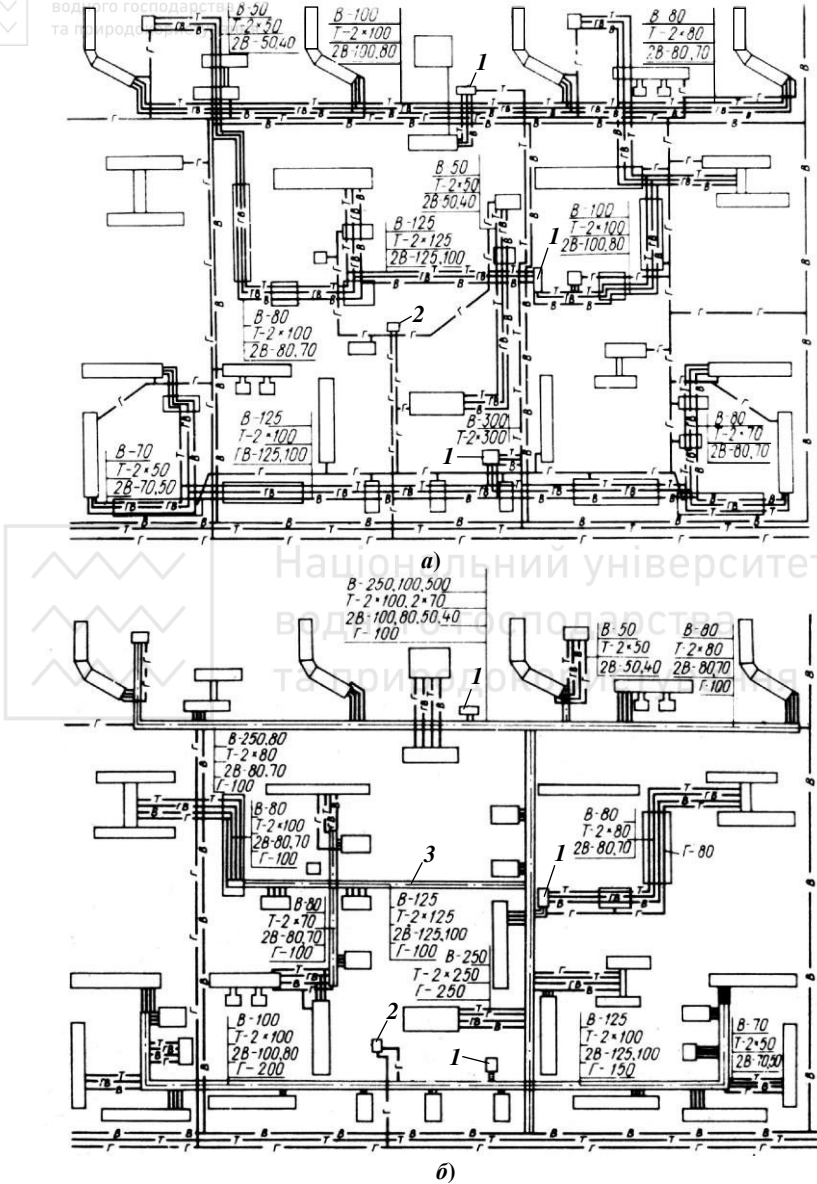 водного господарства
та природокористування
В-50
Т-2×50
2В-50,40
В-100
Т-2×100
2В-100,80
В 80
Т-2×80
2В-80,70
1
В 50
Т-2×50
2В-50,40
В-125
Т-2×125
2В-125,100
В-100
Т-2×100
2В-100,80
1
2
В-80
Т-2×100
2В-80,70
В-125
Т-2×100
ГВ-125,100
В-300
Т-2×300
1
В-70
Т-2×50
2В-70,50
В-80
Т-2×70
2В-80,70
а)
Національний університет
водного господарства
та природокористування
В-250,100,500
Т-2×100,2×70
2В-100,80,50,40
Г-100
В-50
Т-2×50
2В-50,40
В-80
Т-2×80
2В-80,70
Г-100
1
В-250,80
Т-2×80
2В-80,70
Г-100
В-80
Т-2×100
2В-80,70
Г-100
3
В-80
Т-2×80
2В-80,70
Г-80
1
В-80
Т-2×70
2В-80,70
Г-100
В-125
Т-2×125
2В-125,100
Г-100
В-250
Т-2×250
Г-250
В-100
Т-2×100
2В-100,80
Г-200
2
1
В-125
Т-2×100
2В-125,100
Г-150
В-70
Т-2×50
2В-70,50
б)